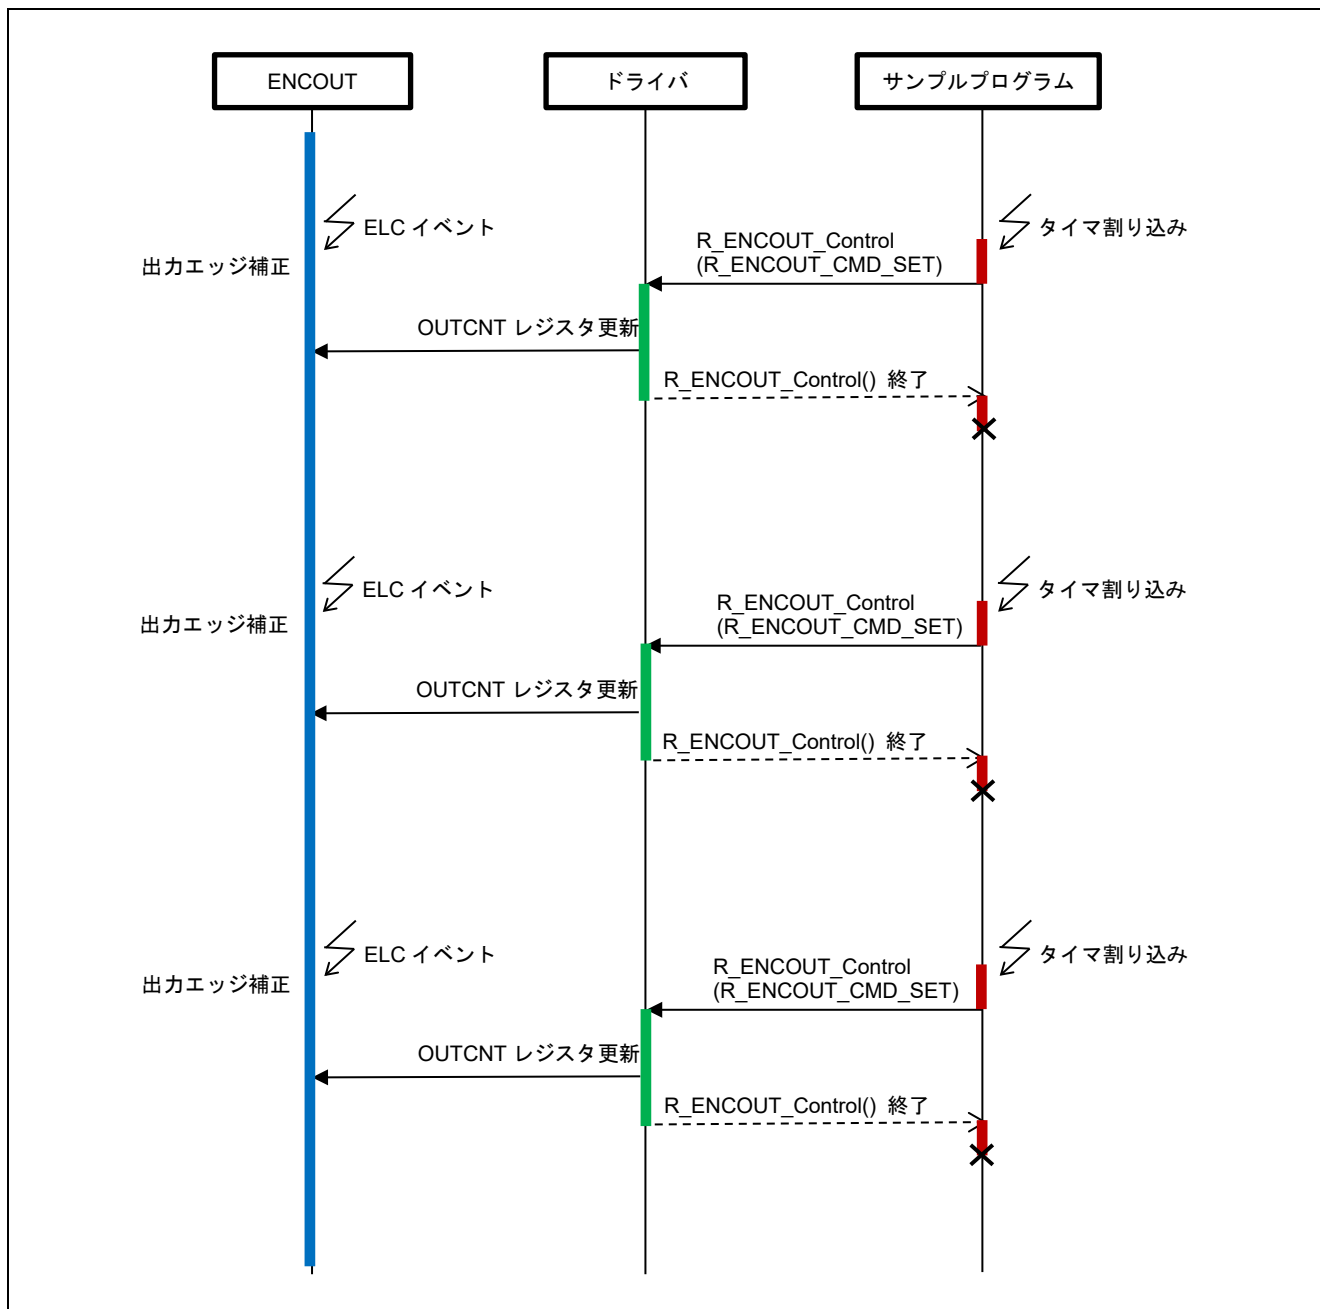 ENCOUT
ドライバ
サンプルプログラム
ELC イベント
タイマ割り込み
出力エッジ補正
R_ENCOUT_Control
(R_ENCOUT_CMD_SET)
OUTCNT レジスタ更新
R_ENCOUT_Control() 終了
ELC イベント
タイマ割り込み
出力エッジ補正
R_ENCOUT_Control
(R_ENCOUT_CMD_SET)
OUTCNT レジスタ更新
R_ENCOUT_Control() 終了
ELC イベント
タイマ割り込み
出力エッジ補正
R_ENCOUT_Control
(R_ENCOUT_CMD_SET)
OUTCNT レジスタ更新
R_ENCOUT_Control() 終了